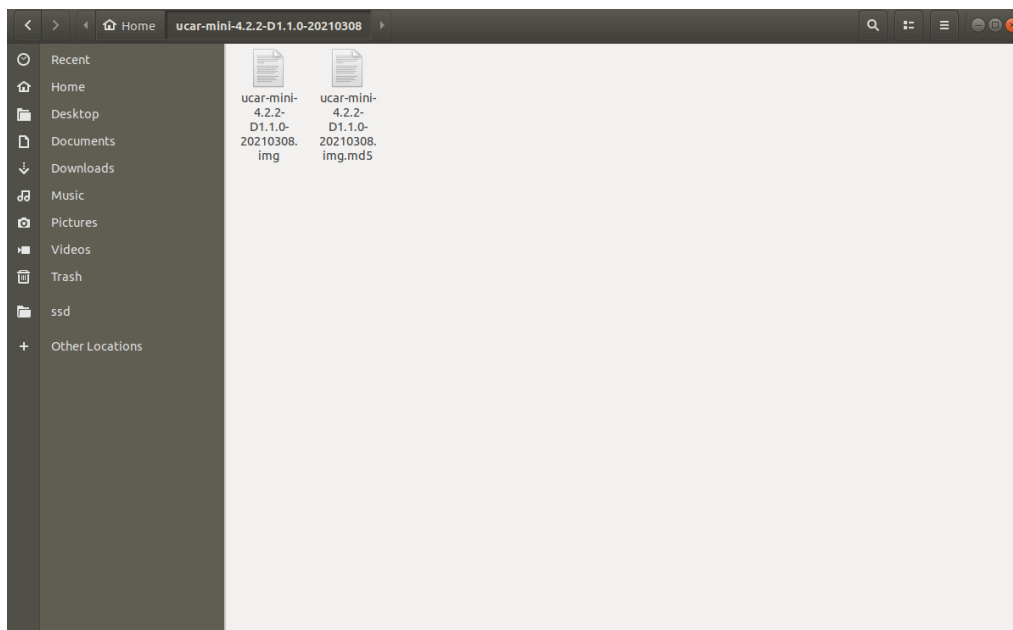 Home
ucar-mini-4.2.2-D1.1.0-20210308
Recent
Home
Desktop
Documents
Downloads
Music
Pictures
Videos
Trash
ssd
Other Locations
ucar-mini-
4.2.2-
D1.1.0-
20210308.
img
ucar-mini-
4.2.2-
D1.1.0-
20210308.
img.md5